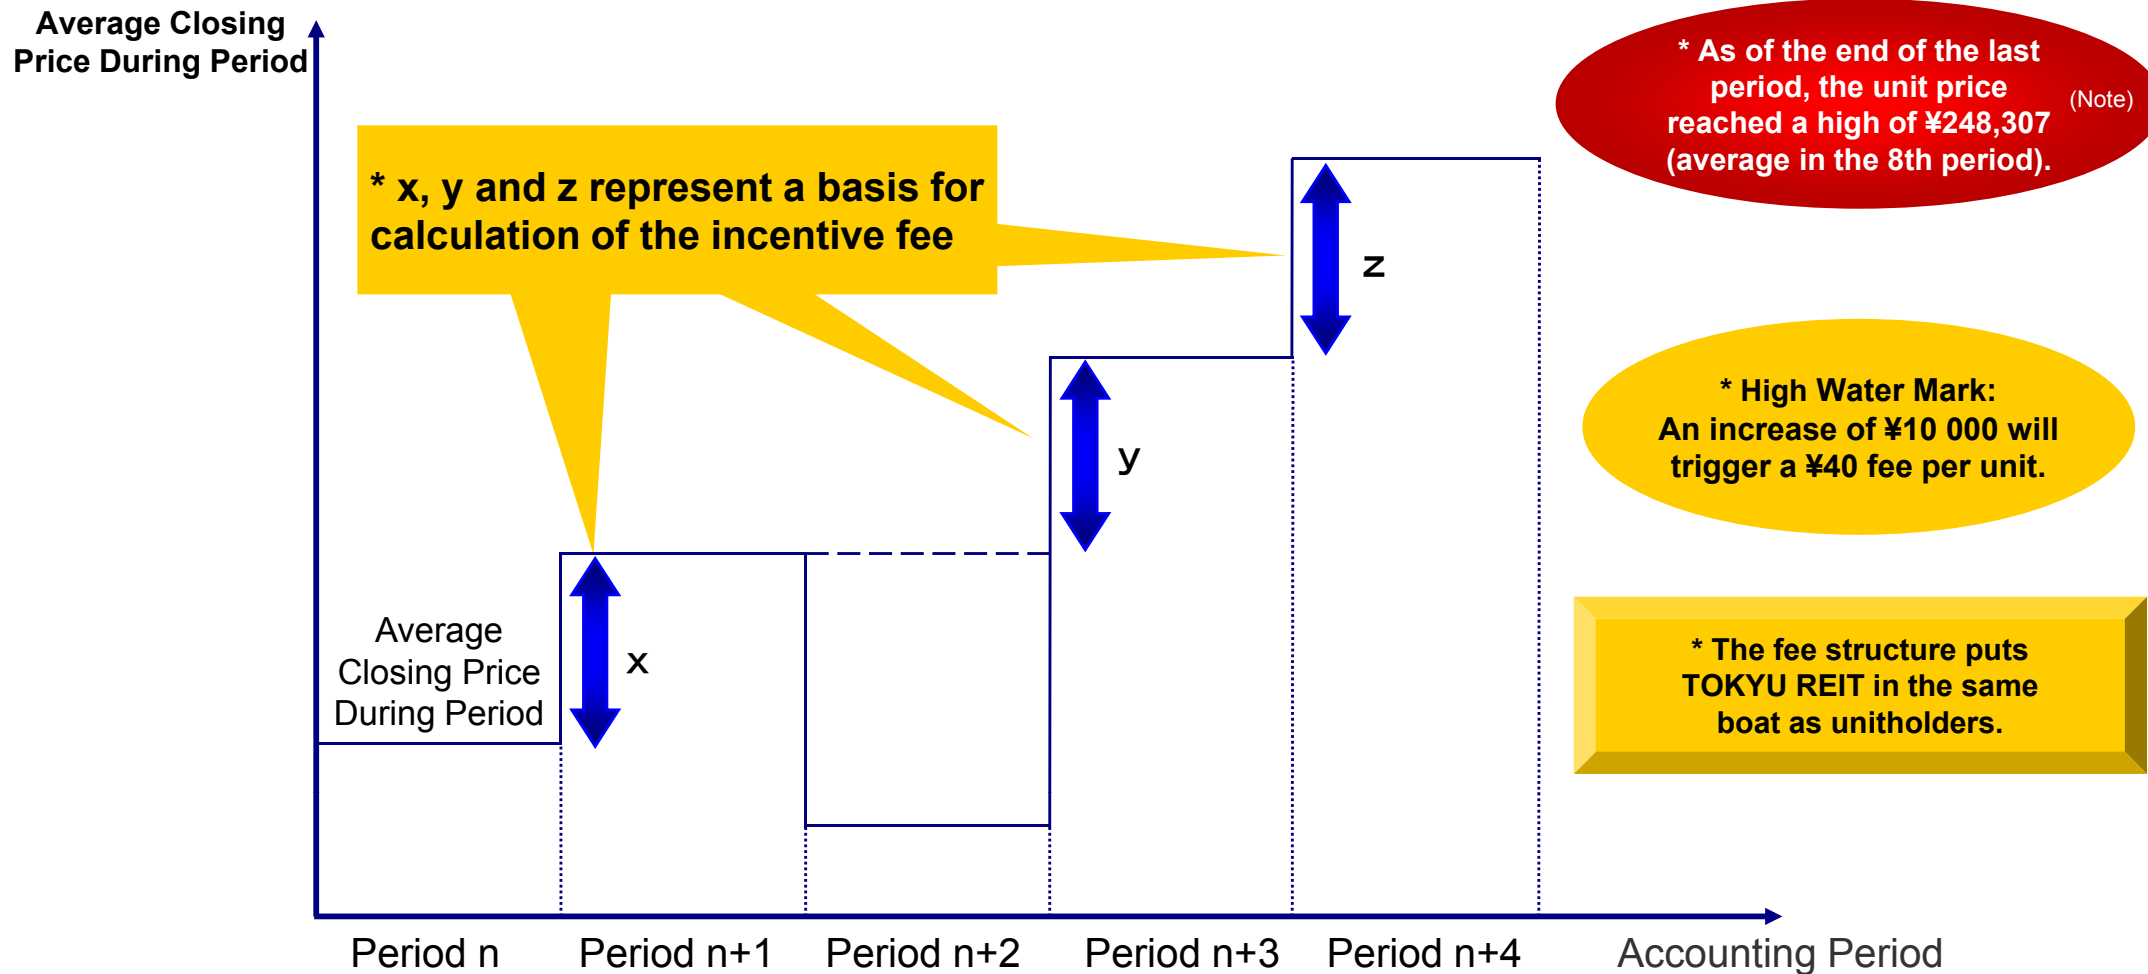 Average Closing
Price During Period
* As of the end of the last
period, the unit price
reached a high of ¥248,307
(average in the 8th period).
(Note)
* x, y and z represent a basis for
calculation of the incentive fee
z
* High Water Mark:
An increase of ¥10 000 will
trigger a ¥40 fee per unit.
y
Average
Closing Price
During Period
x
* The fee structure puts
TOKYU REIT in the same
boat as unitholders.
Period n
Period n+1
Period n+2
Period n+3
Period n+4
Accounting Period